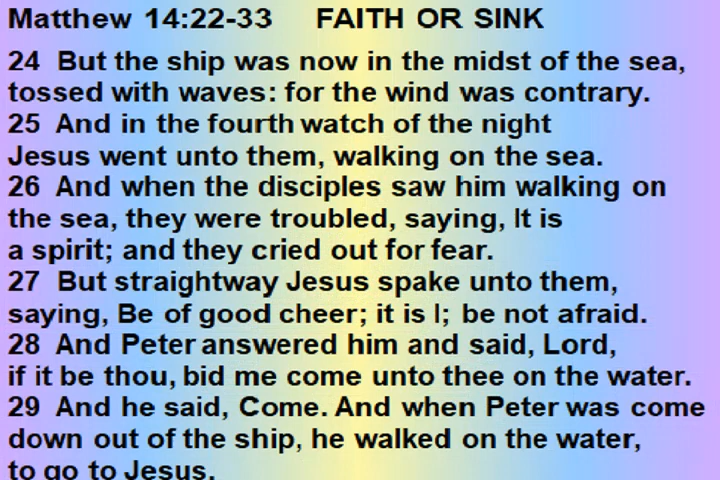 Matthew 14:22-33 FAITH OR SINK
24 But the ship was now in the midst of the sea,
tossed with waves: for the wind was contrary.
25 And in the fourth watch of the night
Jesus went unto them, walking on the sea.
26 And when the disciples saw him walking on
the sea, they were troubled, saying, It is
a spirit; and they cried out for fear.
27 But straightway Jesus spake unto them,
saying, Be of good cheer; it is I; be not afraid.
28 And Peter answered him and said, Lord,
if it be thou, bid me come unto thee on the water.
29 And he said, Come. And when Peter was come
down out of the ship, he walked on the water,
to go to Jesus.